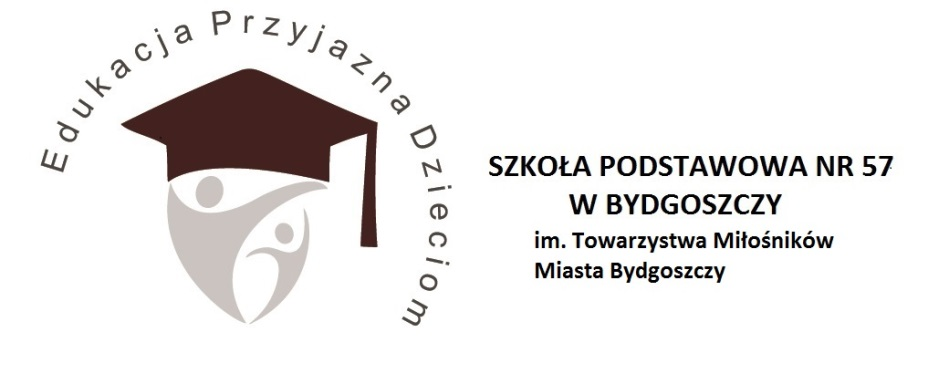 Edukacja Przyjazna Dzieciom
SZKOŁA PODSTAWOWA NR 57
W BYDGOSZCZY
im. Towarzystwa Miłośników
Miasta Bydgoszczy